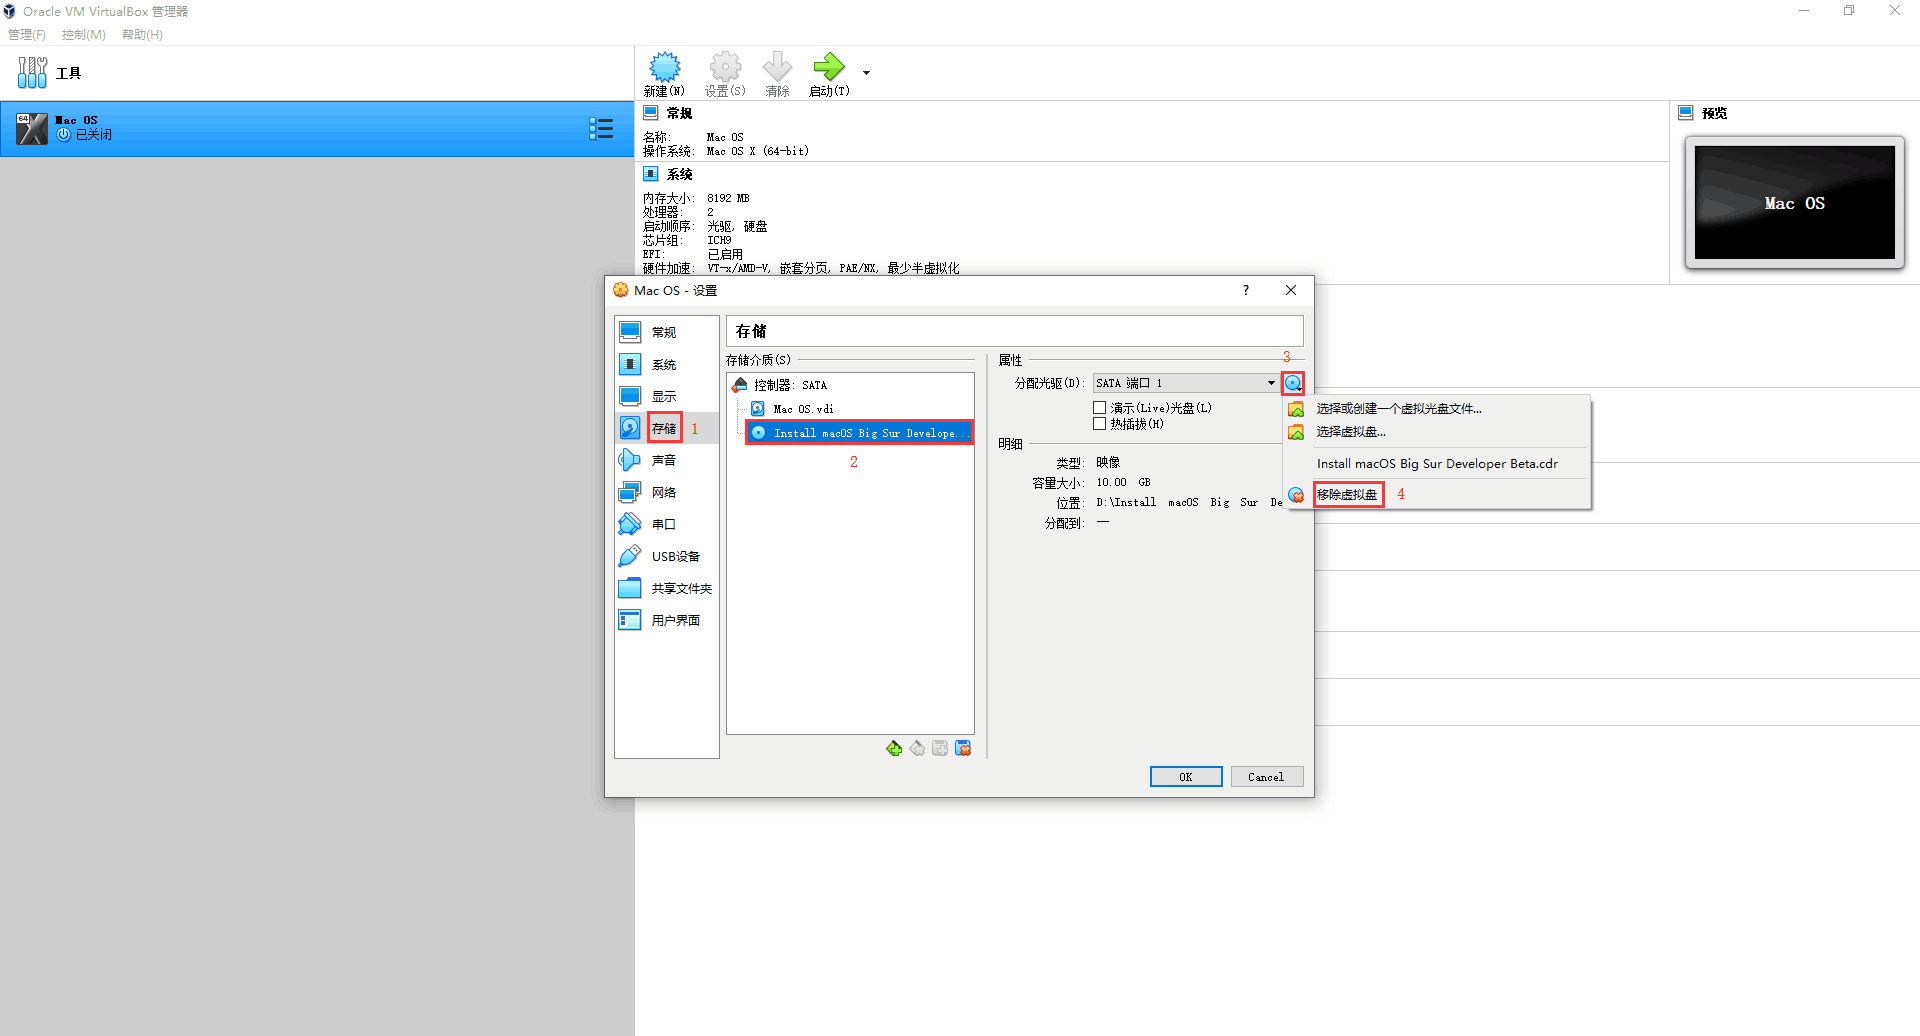 Oracle VM VirtualBox 管理器
管理(F) 控制(M) 帮助(H)
工具
新建(N) 设置(S) 清除 启动(T)
64
Mac OS
已关闭
常规
名称: Mac OS
操作系统: Mac OS X (64-bit)
系统
内存大小: 8192 MB
处理器: 2
启动顺序: 光驱, 硬盘
芯片组: ICH9
EFI: 已启用
硬件加速: VT-x/AMD-V, 嵌套分页, PAE/NX, 最少半虚拟化
预览
Mac OS
Mac OS - 设置
?
常规
系统
显示
存储 1
声音
网络
串口
USB设备
共享文件夹
用户界面
存储
存储介质(S)
控制器: SATA
Mac OS.vdi
Install macOS Big Sur Develope...
2
属性
3
分配光驱(D): SATA 端口 1
演示(Live)光盘(L)
热插拔(H)
明细
类型: 映像
容量大小: 10.00 GB
位置: D:\Install macOS Big Sur De
分配到: —
选择或创建一个虚拟光盘文件...
选择虚拟盘...
Install macOS Big Sur Developer Beta.cdr
移除虚拟盘 4
OK Cancel